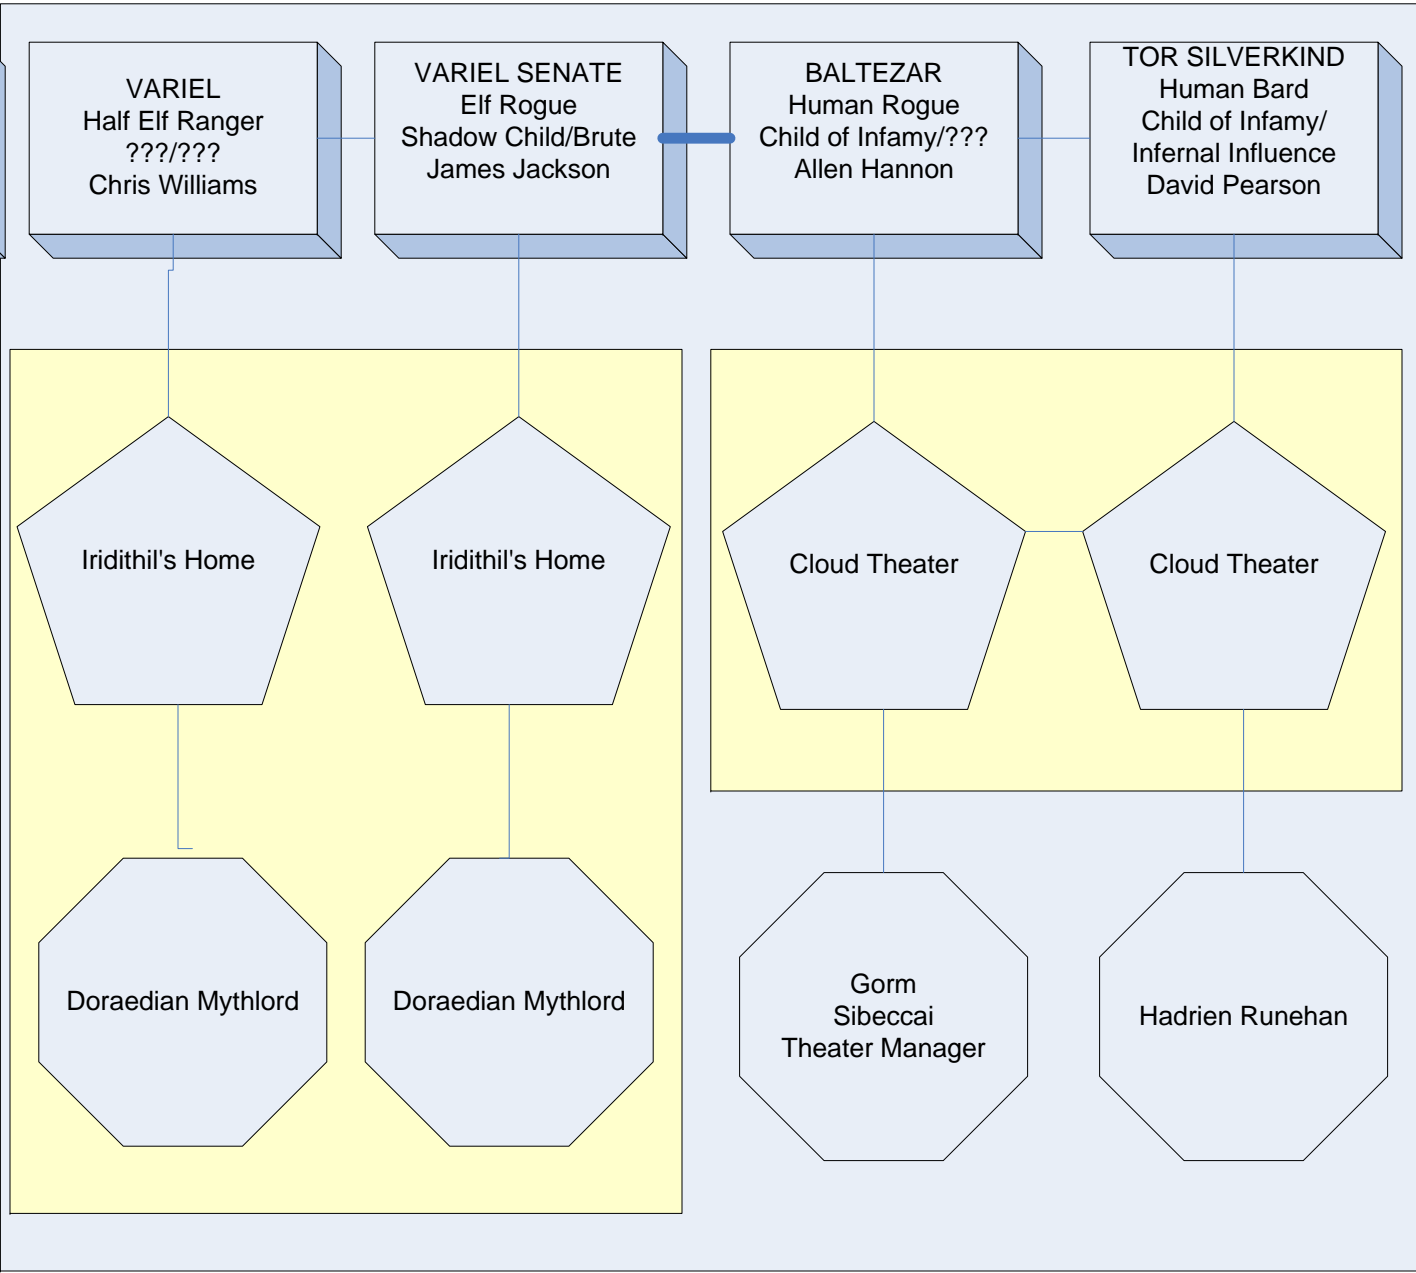 VARIEL
Half Elf Ranger
???/???
Chris Williams
VARIEL SENATE
Elf Rogue
Shadow Child/Brute
James Jackson
BALTEZAR
Human Rogue
Child of Infamy/???
Allen Hannon
TOR SILVERKIND
Human Bard
Child of Infamy/
Infernal Influence
David Pearson
Iridithil's Home
Iridithil's Home
Cloud Theater
Cloud Theater
Doraedian Mythlord
Doraedian Mythlord
Gorm
Sibeccai
Theater Manager
Hadrien Runehan